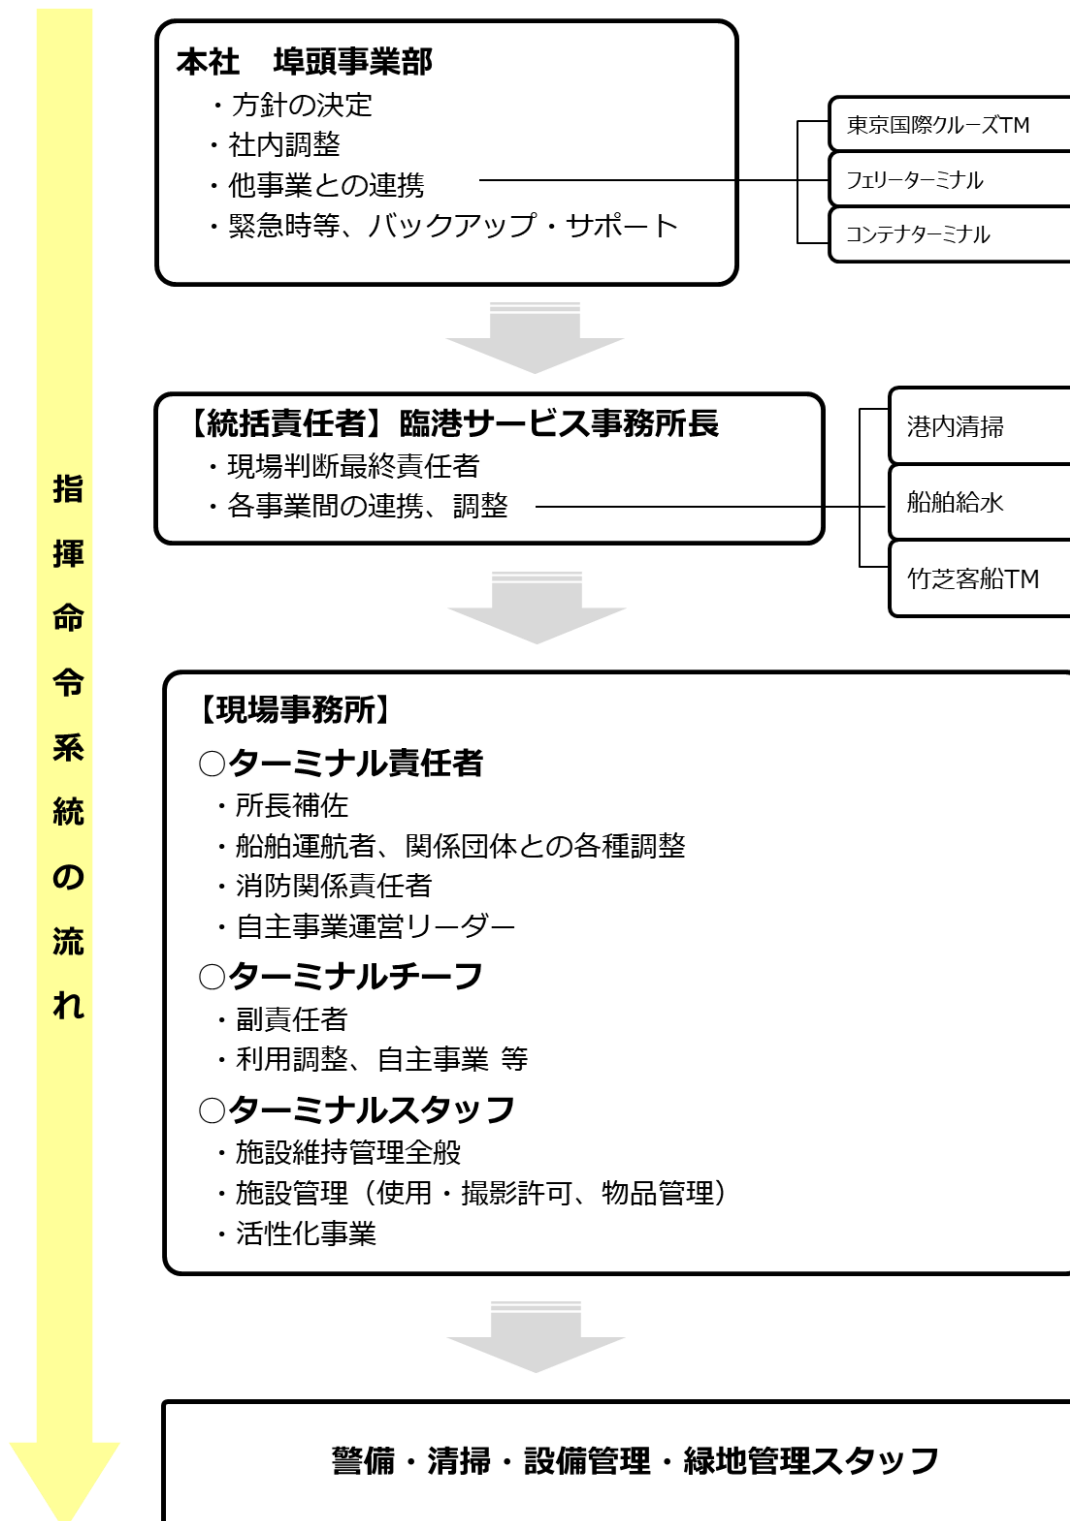 指揮命令系統の流れ
本社　埠頭事業部
・方針の決定
・社内調整
・他事業との連携
・緊急時等、バックアップ・サポート
東京国際クルーズTM
フェリーターミナル
コンテナターミナル
【統括責任者】臨港サービス事務所長
・現場判断最終責任者
・各事業間の連携、調整
港内清掃
船舶給水
竹芝客船TM
【現場事務所】
○ターミナル責任者
・所長補佐
・船舶運航者、関係団体との各種調整
・消防関係責任者
・自主事業運営リーダー
○ターミナルチーフ
・副責任者
・利用調整、自主事業 等
○ターミナルスタッフ
・施設維持管理全般
・施設管理（使用・撮影許可、物品管理）
・活性化事業
警備・清掃・設備管理・緑地管理スタッフ